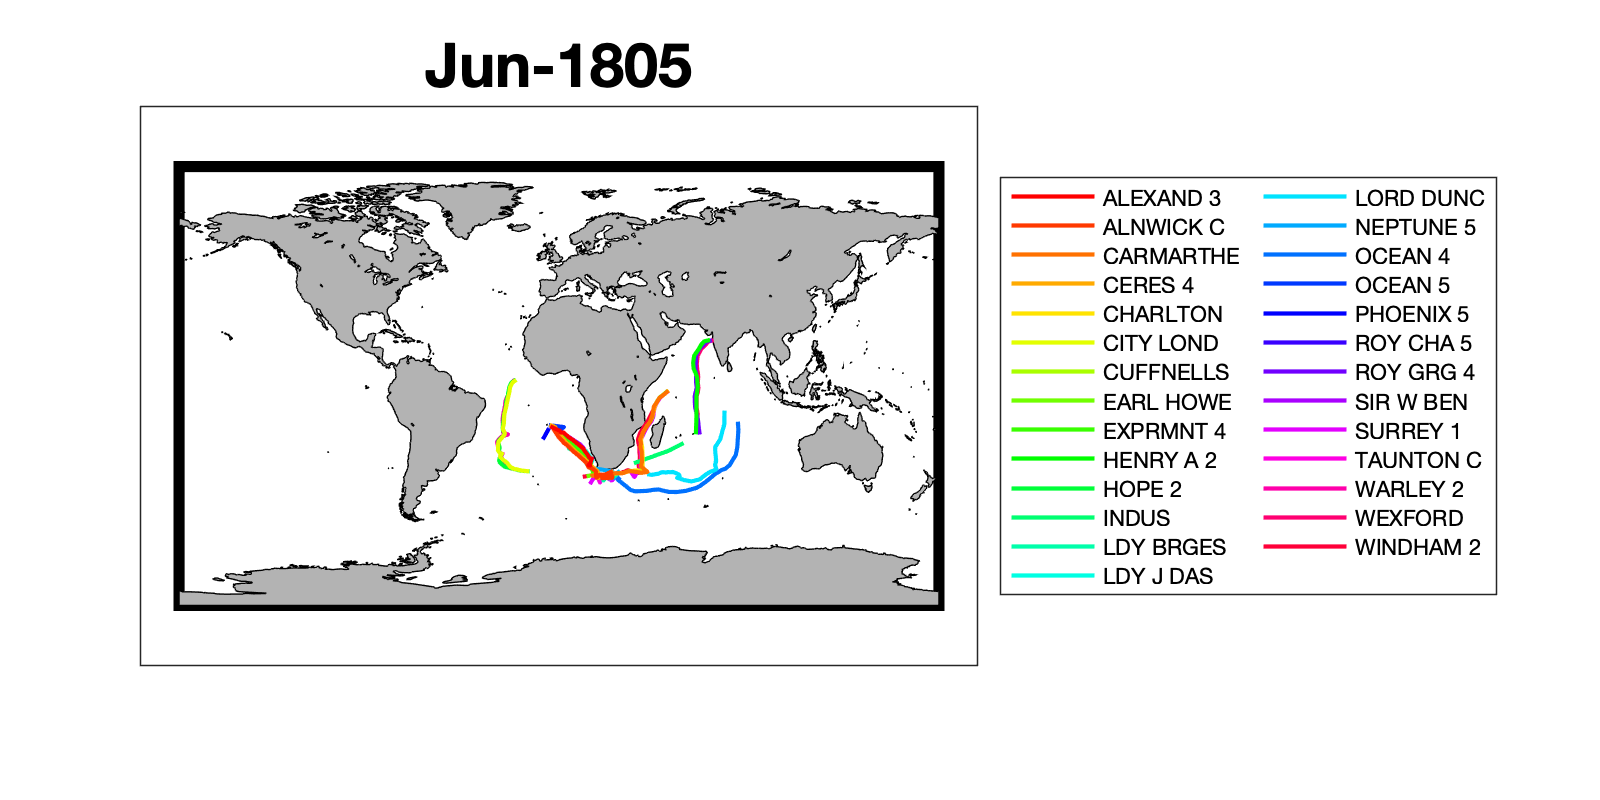 Jun-1805
ALEXAND 3
ALNWICK C
CARMARTHE
CERES 4
CHARLTON
CITY LOND
CUFFNELLS
EARL HOWE
EXPRMNT 4
HENRY A 2
HOPE 2
INDUS
LDY BRGES
LDY J DAS
LORD DUNC
NEPTUNE 5
OCEAN 4
OCEAN 5
PHOENIX 5
ROY CHA 5
ROY GRG 4
SIR W BEN
SURREY 1
TAUNTON C
WARLEY 2
WEXFORD
WINDHAM 2